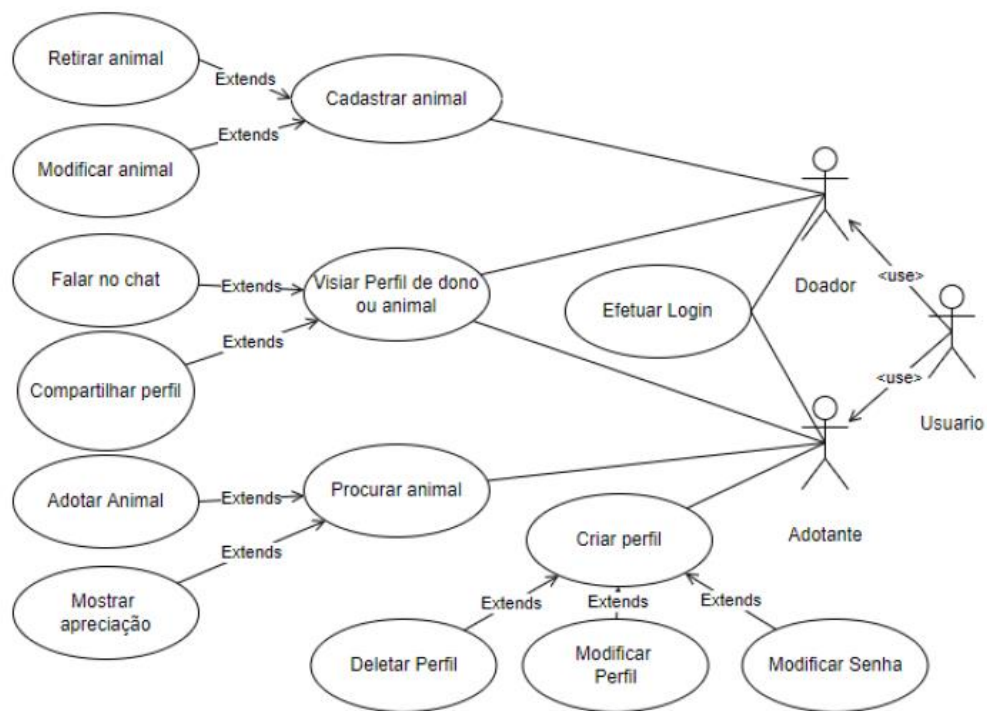 Retirar animal
Extends
Cadastrar animal
Modificar animal
Extends
Falar no chat
Extends
Visiar Perfil de dono
ou animal
Efetuar Login
Doador
<use>
Extends
Compartilhar perfil
<use>
Usuario
Adotar Animal
Extends
Procurar animal
Criar perfil
Adotante
Extends
Mostrar
apreciação
Extends
Extends
Extends
Deletar Perfil
Modificar
Perfil
Modificar Senha